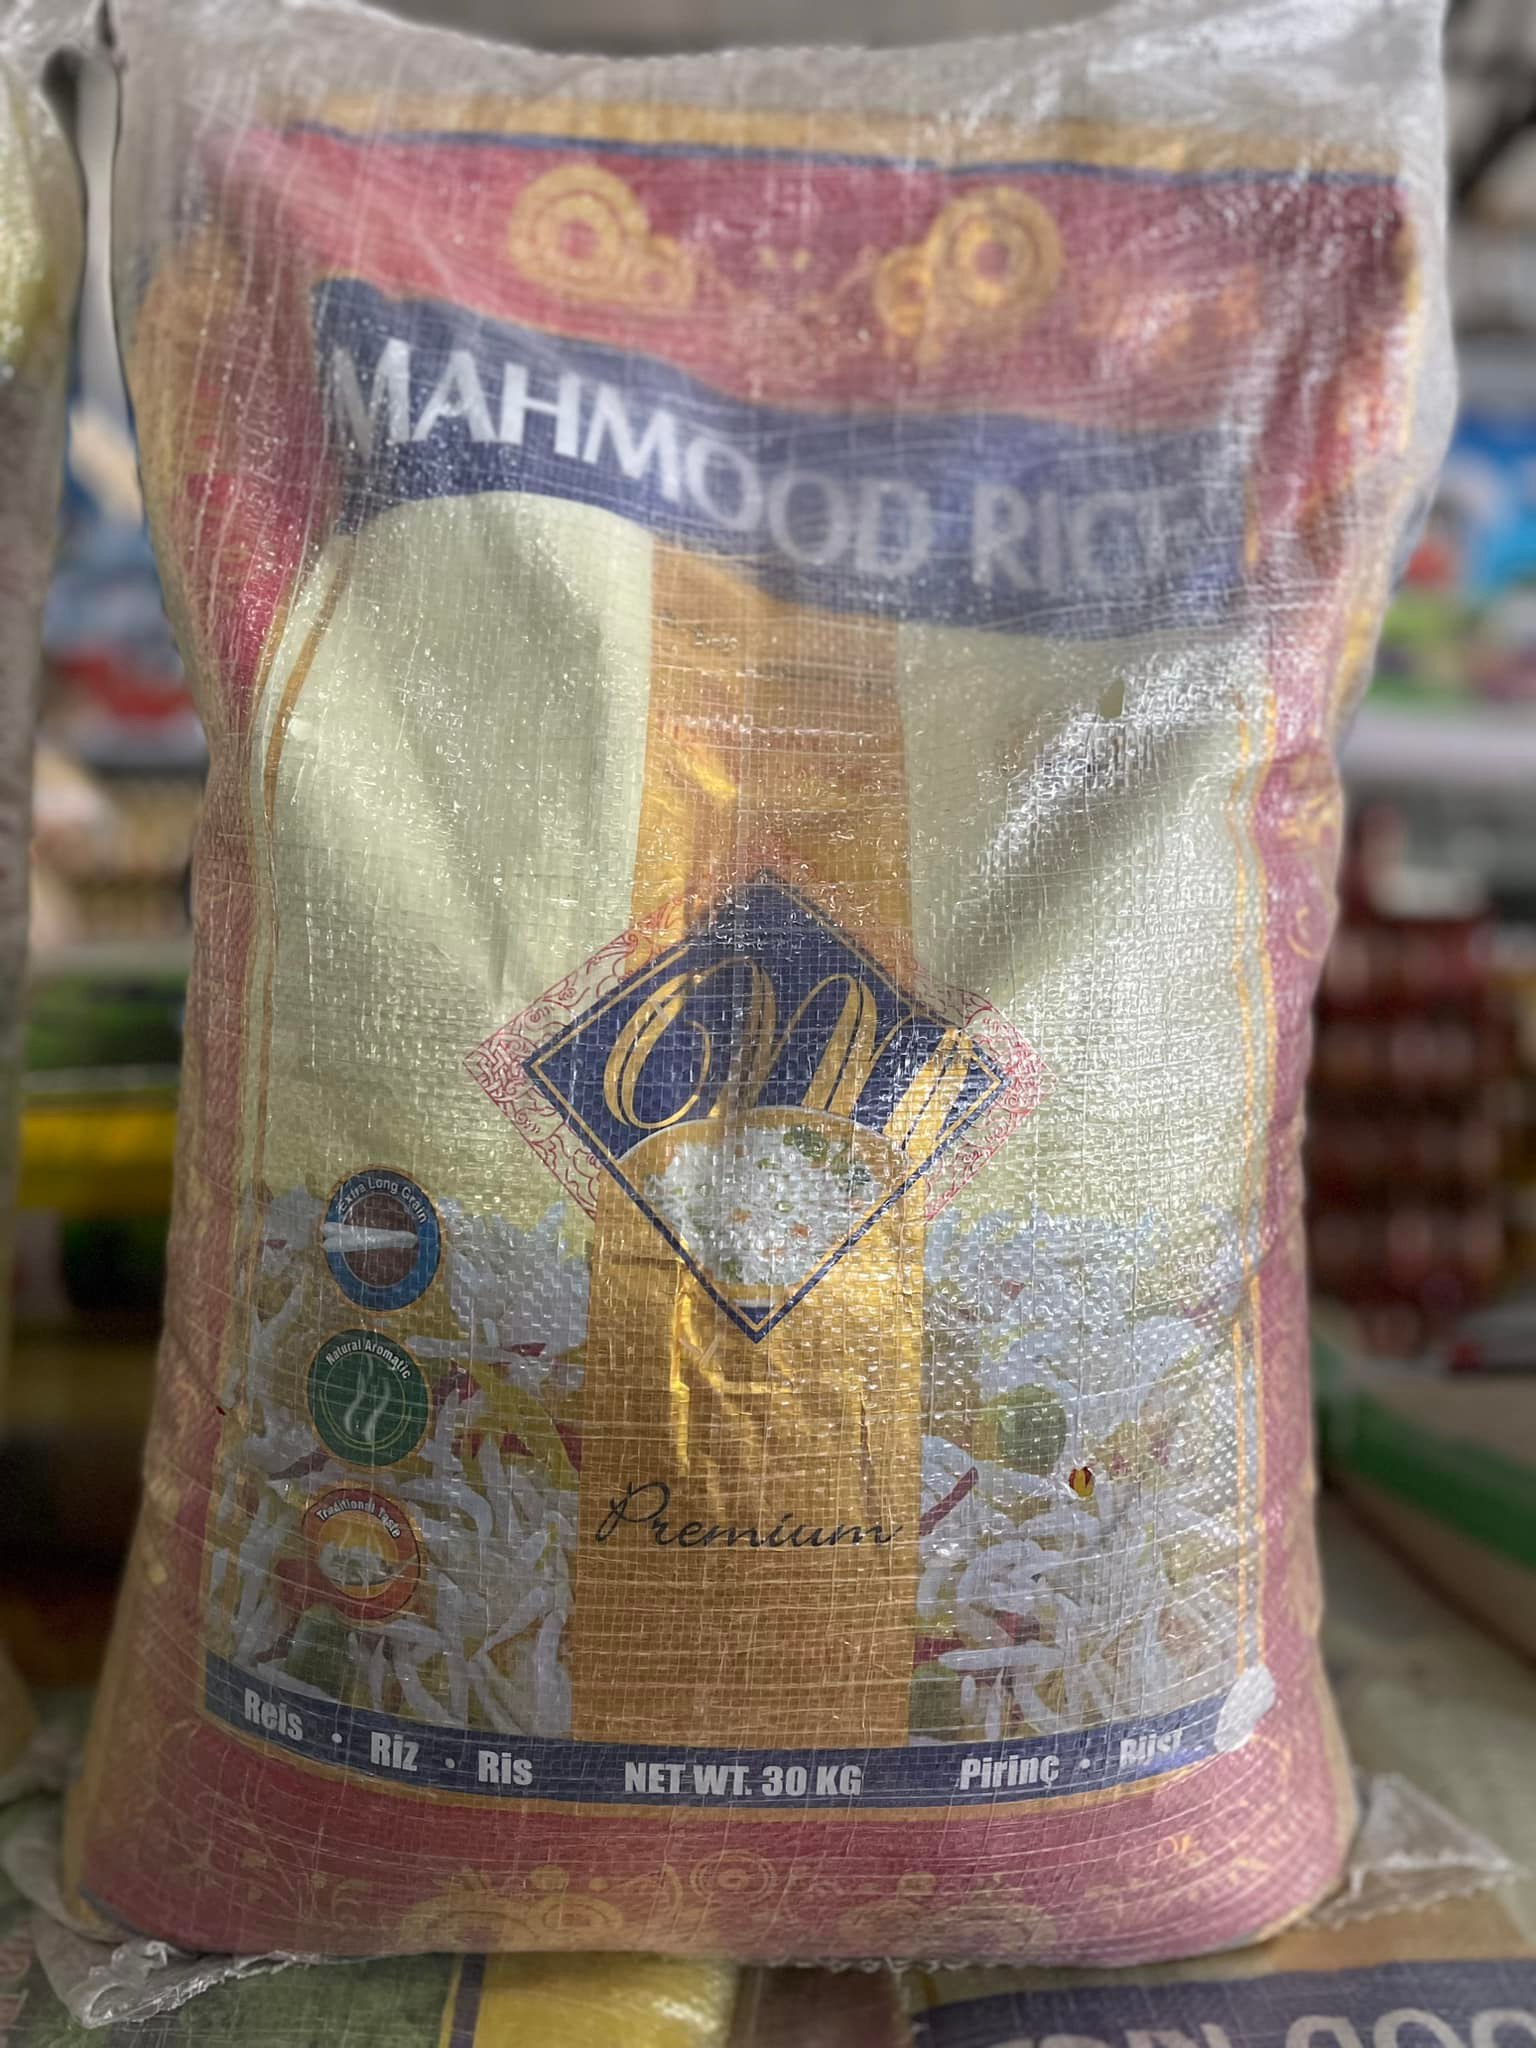 MAHMOOD RICE
Extra Long Grain
Natural Aromatic
Traditional Taste
Premium
Reis • Riz • Ris NET WT. 30 KG Pirinç • Rijst